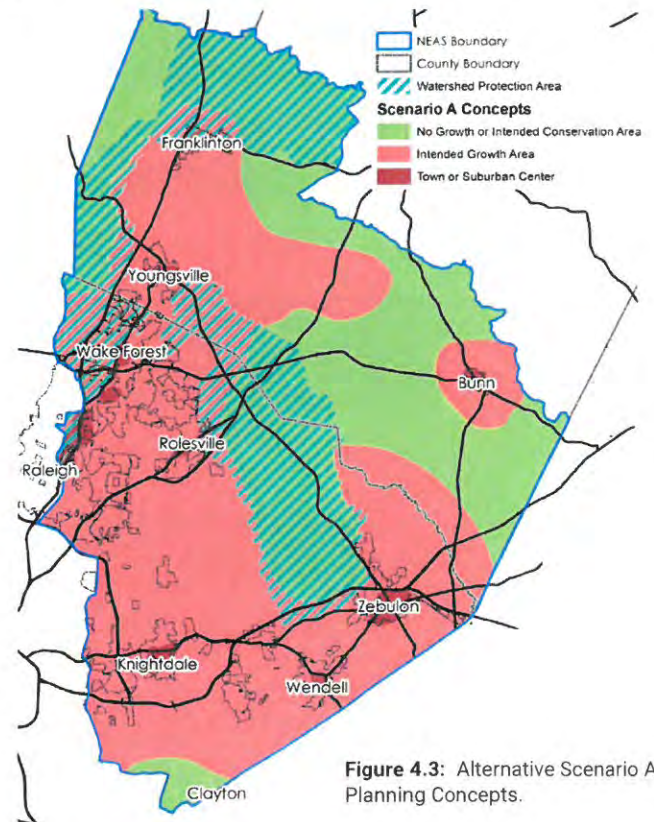 NEAS Boundary
County Boundary
Watershed Protection Area
Scenario A Concepts
No Growth or Intended Conservation Area
Intended Growth Area
Town or Suburban Center
Franklinton
Youngsville
Wake Forest
Bunn
Rolesville
Raleigh
Zebulon
Knightdale
Wendell
Clayton
Figure 4.3: Alternative Scenario A
Planning Concepts.